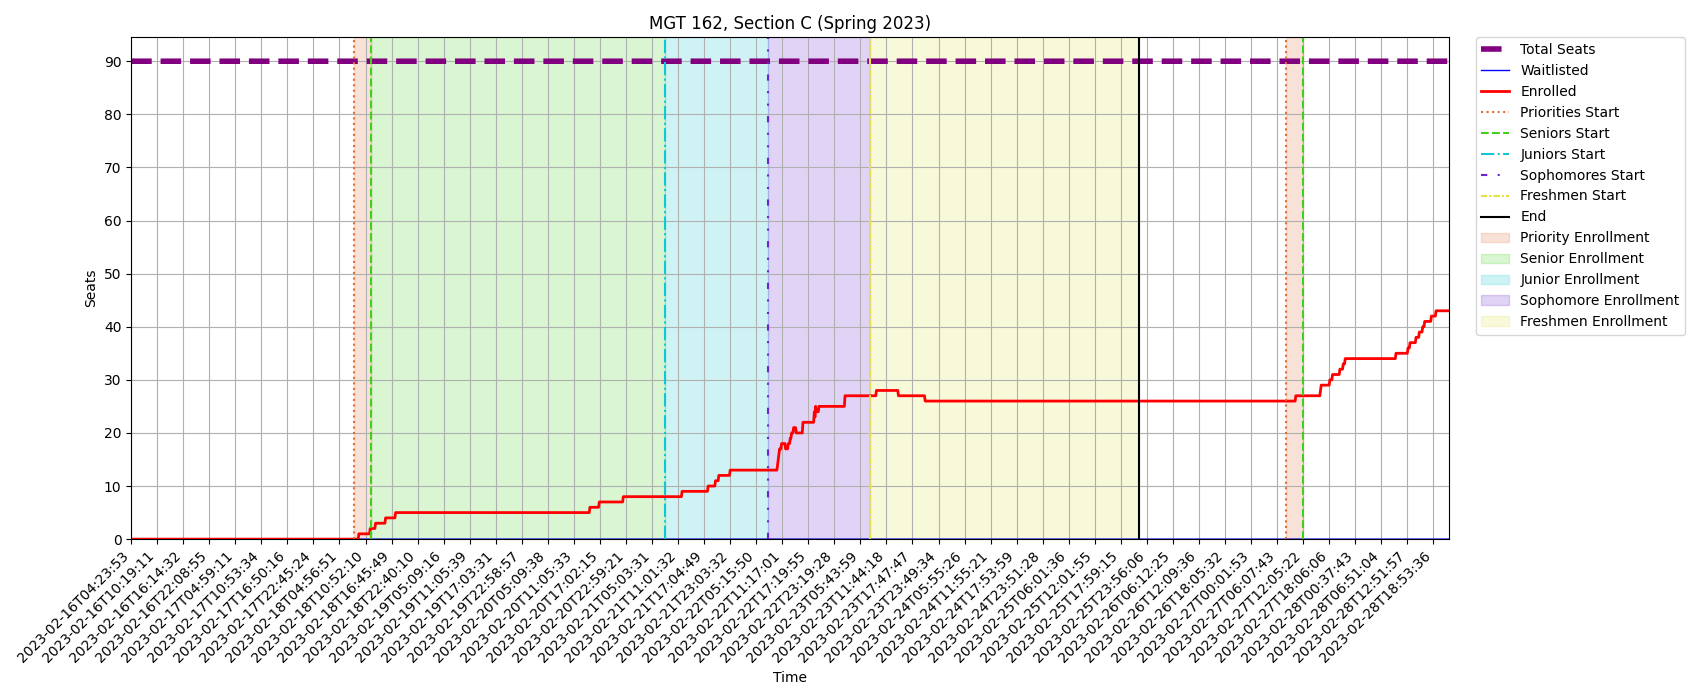 MGT 162, Section C (Spring 2023)
Total Seats
Waitlisted
Enrolled
Priorities Start
Seniors Start
Juniors Start
Sophomores Start
Freshmen Start
End
Priority Enrollment
Senior Enrollment
Junior Enrollment
Sophomore Enrollment
Freshmen Enrollment
Seats
90
80
70
60
50
40
30
20
10
0
2023-02-16T04:23:53
2023-02-16T10:19:11
2023-02-16T16:14:32
2023-02-16T22:08:55
2023-02-17T04:59:11
2023-02-17T10:53:34
2023-02-17T16:50:16
2023-02-17T22:45:24
2023-02-18T04:56:51
2023-02-18T10:52:10
2023-02-18T16:45:49
2023-02-18T22:40:10
2023-02-19T05:09:16
2023-02-19T11:05:39
2023-02-19T17:03:31
2023-02-19T22:58:57
2023-02-20T05:09:38
2023-02-20T11:05:33
2023-02-20T17:02:15
2023-02-20T22:59:21
2023-02-21T05:03:31
2023-02-21T11:01:32
2023-02-21T17:04:49
2023-02-21T23:03:32
2023-02-22T05:15:50
2023-02-22T11:17:01
2023-02-22T17:19:55
2023-02-22T23:19:28
2023-02-23T05:43:59
2023-02-23T11:44:18
2023-02-23T17:47:47
2023-02-23T23:49:34
2023-02-24T05:55:26
2023-02-24T11:55:21
2023-02-24T17:53:59
2023-02-24T23:51:28
2023-02-25T06:01:36
2023-02-25T12:01:55
2023-02-25T17:59:15
2023-02-25T23:56:06
2023-02-26T06:12:25
2023-02-26T12:09:36
2023-02-26T18:05:32
2023-02-27T00:01:53
2023-02-27T06:07:43
2023-02-27T12:05:22
2023-02-27T18:06:06
2023-02-28T00:37:43
2023-02-28T06:51:04
2023-02-28T12:51:57
2023-02-28T18:53:36
Time